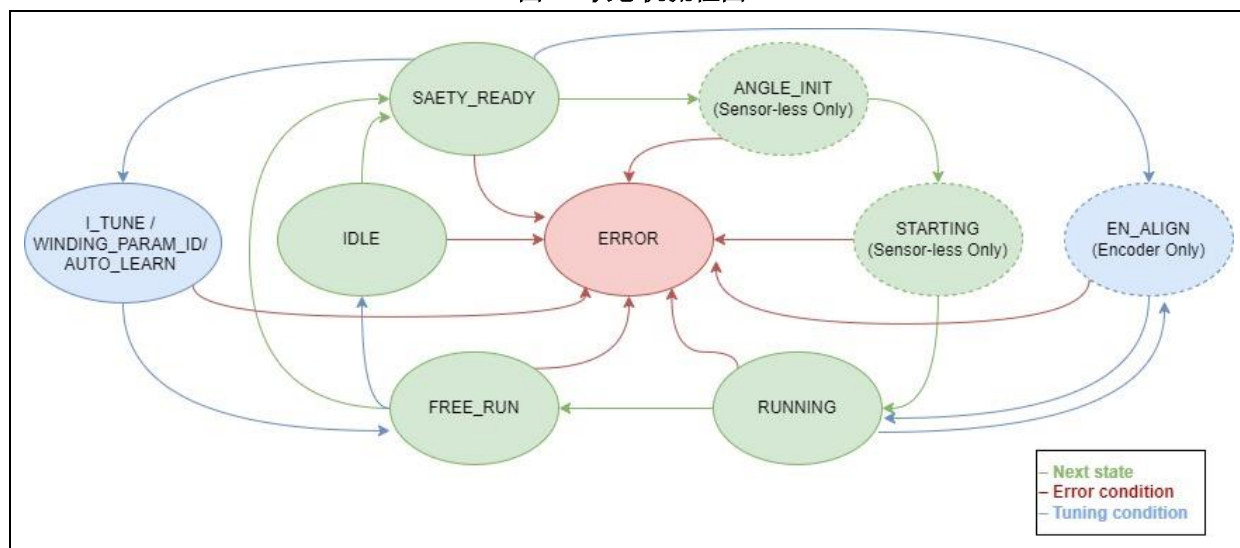 SAETY_READY
ANGLE_INIT
(Sensor-less Only)
I_TUNE /
WINDING_PARAM_ID/
AUTO_LEARN
IDLE
ERROR
STARTING
(Sensor-less Only)
EN_ALIGN
(Encoder Only)
FREE_RUN
RUNNING
– Next state
– Error condition
– Tuning condition